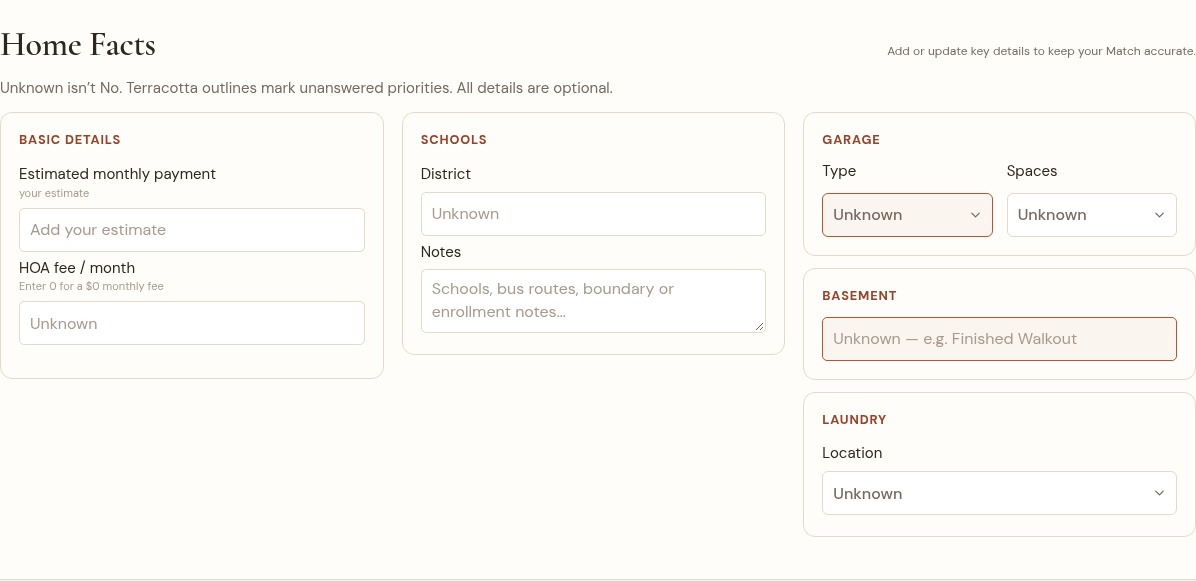 Home Facts
Add or update key details to keep your Match accurate.
Unknown isn’t No. Terracotta outlines mark unanswered priorities. All details are optional.
BASIC DETAILS
Estimated monthly payment
your estimate
Add your estimate
HOA fee / month
Enter 0 for a $0 monthly fee
Unknown
SCHOOLS
District
Unknown
Notes
Schools, bus routes, boundary or
enrollment notes...
GARAGE
Type
Spaces
Unknown
Unknown
BASEMENT
Unknown — e.g. Finished Walkout
LAUNDRY
Location
Unknown